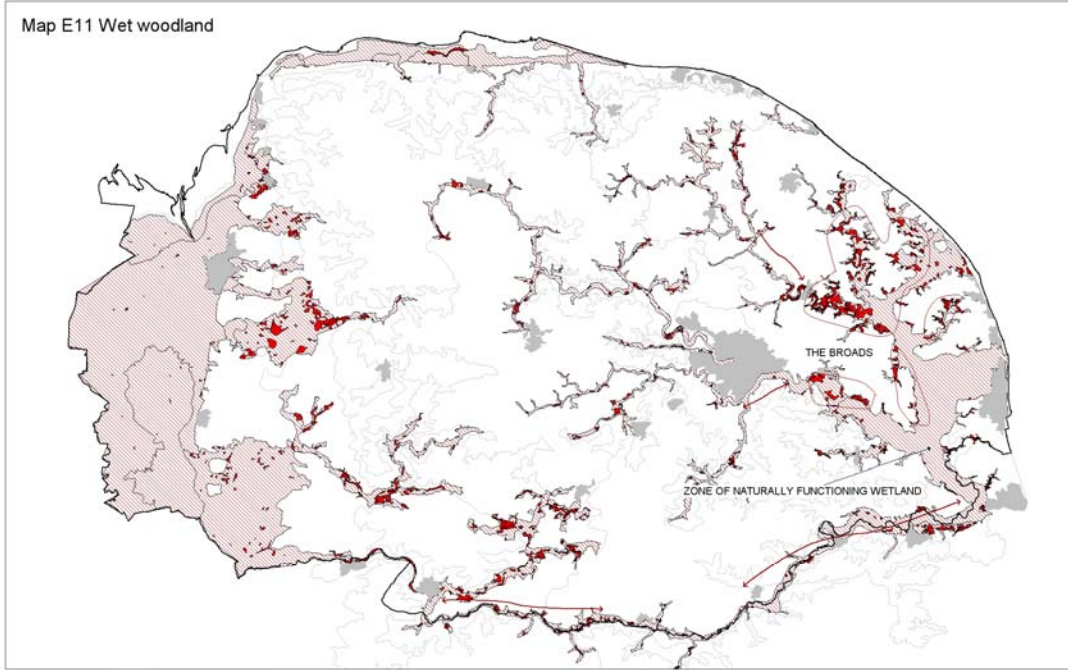 Map E11 Wet woodland
THE BROADS
ZONE OF NATURALLY FUNCTIONING WETLAND